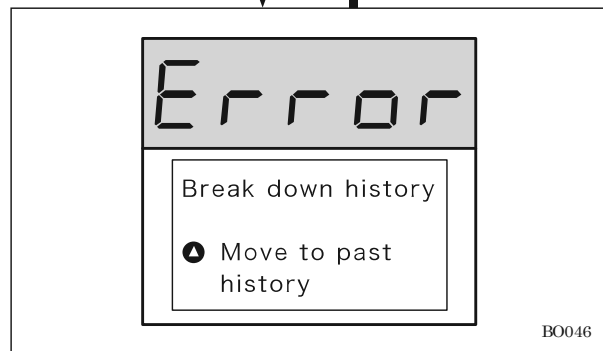 Error
Break down history
Move to past
history
BO046